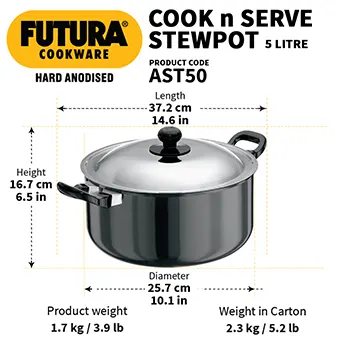 FUTURA®
COOKWARE
HARD ANODISED
COOK n SERVE
STEWPOT 5 LITRE
PRODUCT CODE
AST50
Length
37.2 cm
14.6 in
Height
16.7 cm
6.5 in
Diameter
25.7 cm
10.1 in
Product weight
1.7 kg / 3.9 lb
Weight in Carton
2.3 kg / 5.2 lb